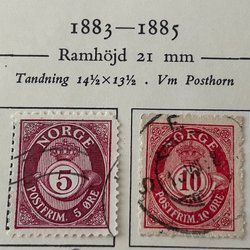 1883—1885
Ramhöjd 21 mm
Tandning 14½×13½ . Vm Posthorn
NORGE
5
POSTFRIM. 5 ØRE
NORGE
10
POSTFRIM. 10 ØRE